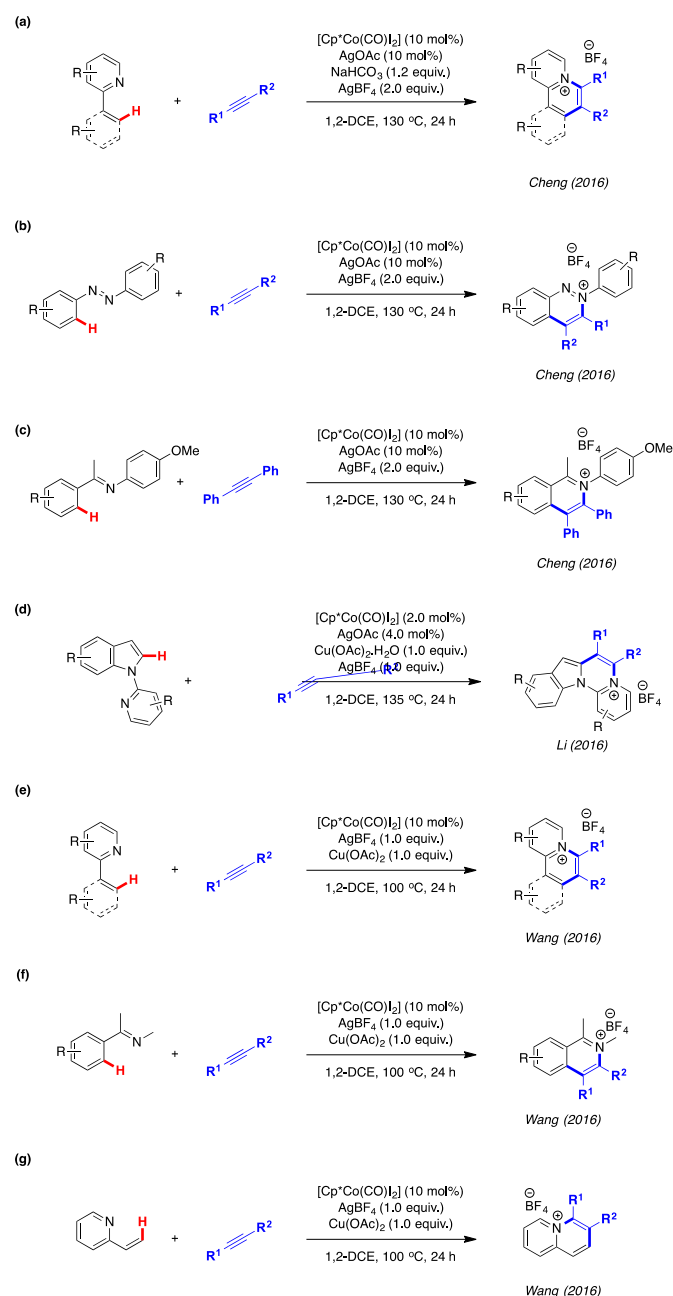 (a)
[Cp*Co(CO)I2] (10 mol%)
AgOAc (10 mol%)
NaHCO3 (1.2 equiv.)
AgBF4 (2.0 equiv.)
1,2-DCE, 130 ºC, 24 h
R
N
H
R
+
R1
R2
R
N
⊕
⊖
BF4
R1
R2
R
Cheng (2016)
(b)
[Cp*Co(CO)I2] (10 mol%)
AgOAc (10 mol%)
AgBF4 (2.0 equiv.)
1,2-DCE, 130 ºC, 24 h
R
N
N
R
H
+
R1
R2
⊖
BF4
R
N
N
⊕
R
R1
R2
Cheng (2016)
(c)
[Cp*Co(CO)I2] (10 mol%)
AgOAc (10 mol%)
AgBF4 (2.0 equiv.)
1,2-DCE, 130 ºC, 24 h
OMe
N
R
H
+
Ph
Ph
⊖
BF4
OMe
N
⊕
R
Ph
Ph
Cheng (2016)
(d)
[Cp*Co(CO)I2] (2.0 mol%)
AgOAc (4.0 mol%)
Cu(OAc)2.H2O (1.0 equiv.)
AgBF4 (1.0 equiv.)
1,2-DCE, 135 ºC, 24 h
R
H
N
N
R
+
R1
R2
R1
R2
R
N
N
⊕
⊖
BF4
R
Li (2016)
(e)
[Cp*Co(CO)I2] (10 mol%)
AgBF4 (1.0 equiv.)
Cu(OAc)2 (1.0 equiv.)
1,2-DCE, 100 ºC, 24 h
R
N
H
R
+
R1
R2
⊖
BF4
R
N
⊕
R1
R2
R
Wang (2016)
(f)
[Cp*Co(CO)I2] (10 mol%)
AgBF4 (1.0 equiv.)
Cu(OAc)2 (1.0 equiv.)
1,2-DCE, 100 ºC, 24 h
N
R
H
+
R1
R2
⊖
BF4
N
⊕
R
R2
R1
Wang (2016)
(g)
[Cp*Co(CO)I2] (10 mol%)
AgBF4 (1.0 equiv.)
Cu(OAc)2 (1.0 equiv.)
1,2-DCE, 100 ºC, 24 h
N
H
+
R1
R2
⊖
BF4
R1
R2
N
⊕
Wang (2016)